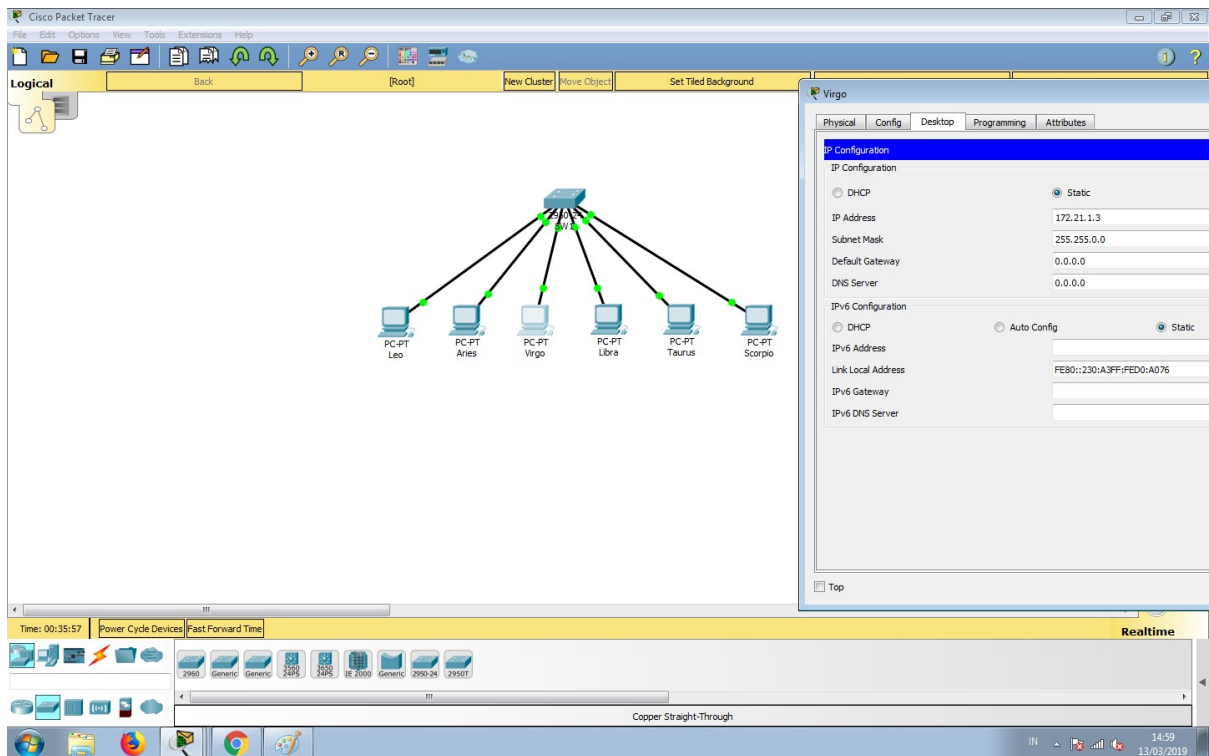 Cisco Packet Tracer
File Edit Options View Tools Extensions Help
Logical
Back
[Root]
New Cluster
Move Object
Set Tiled Background
Virgo
Physical Config Desktop Programming Attributes
IP Configuration
IP Configuration
DHCP Static
IP Address 172.21.1.3
Subnet Mask 255.255.0.0
Default Gateway 0.0.0.0
DNS Server 0.0.0.0
IPv6 Configuration
DHCP Auto Config Static
IPv6 Address
Link Local Address FE80::230:A3FF:FED0:A076
IPv6 Gateway
IPv6 DNS Server
Top
2950-24
SW1
PC-PT
Leo
PC-PT
Aries
PC-PT
Virgo
PC-PT
Libra
PC-PT
Taurus
PC-PT
Scorpio
Time: 00:35:57
Power Cycle Devices
Fast Forward Time
Realtime
2960 Generic Generic 3560 24PS 3650 24PS IE 2000 Generic 2950-24 2950T
Copper Straight-Through
IN
14:59
13/03/2019